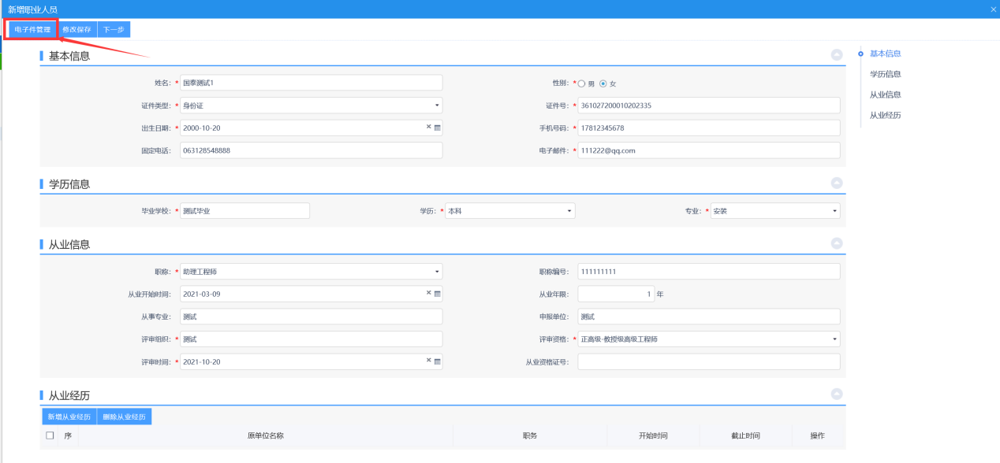 新增职业人员
电子件管理 修改保存 下一步
基本信息
姓名: * 国泰测试1 性别: * 男 女
证件类型: * 身份证 证件号: * 361027200010202335
出生日期: * 2000-10-20 手机号码: * 17812345678
固定电话: 063128548888 电子邮件: * 111222@qq.com
学历信息
毕业学校: * 测试毕业 学历: * 本科 专业: * 安装
从业信息
职称: * 助理工程师 职称编号: 111111111
从业开始时间: 2021-03-09 从业年限: 1 年
从事专业: 测试 申报单位: 测试
评审组织: * 测试 评审资格: * 正高级-教授级高级工程师
评审时间: * 2021-10-20 从业资格证号:
从业经历
新增从业经历 删除从业经历
序 原单位名称 职务 开始时间 截止时间 操作
基本信息
学历信息
从业信息
从业经历